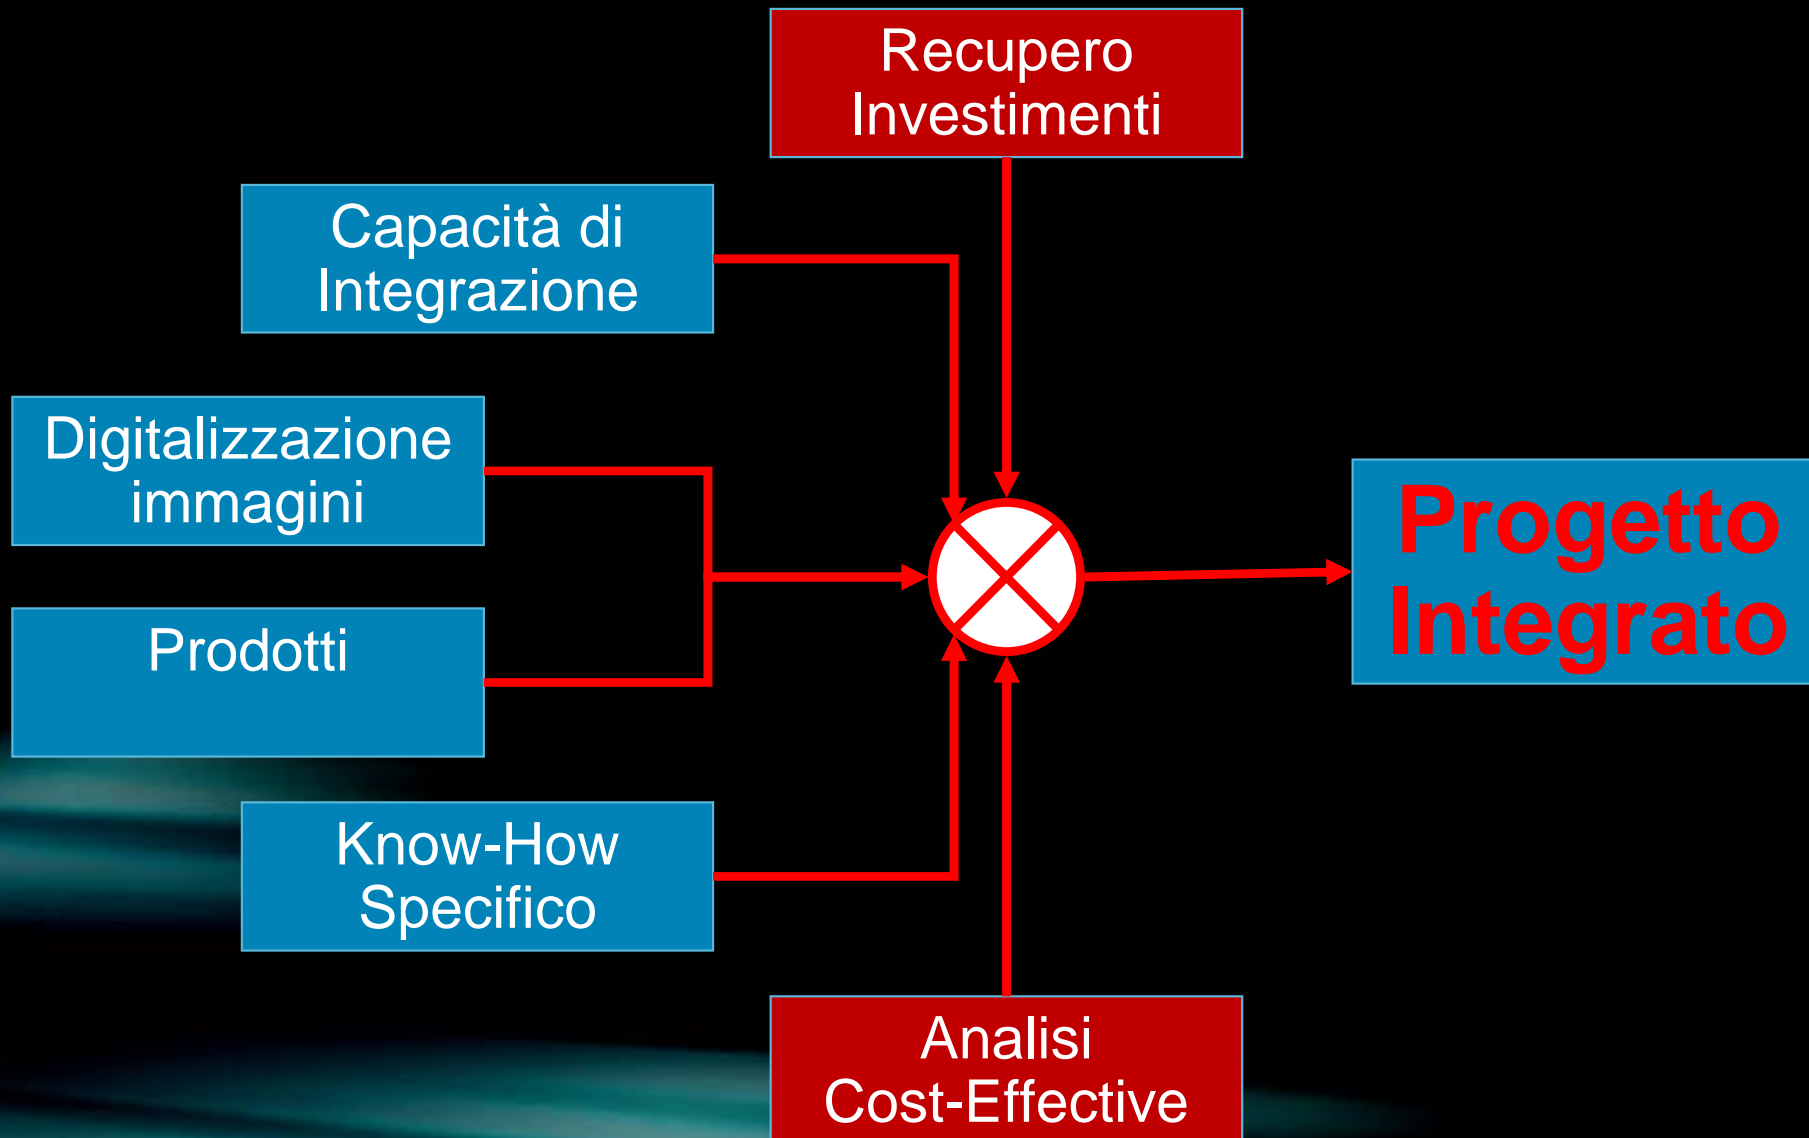 Recupero
Investimenti
Capacità di
Integrazione
Digitalizzazione
immagini
Progetto
Integrato
Prodotti
Know-How
Specifico
Analisi
Cost-Effective